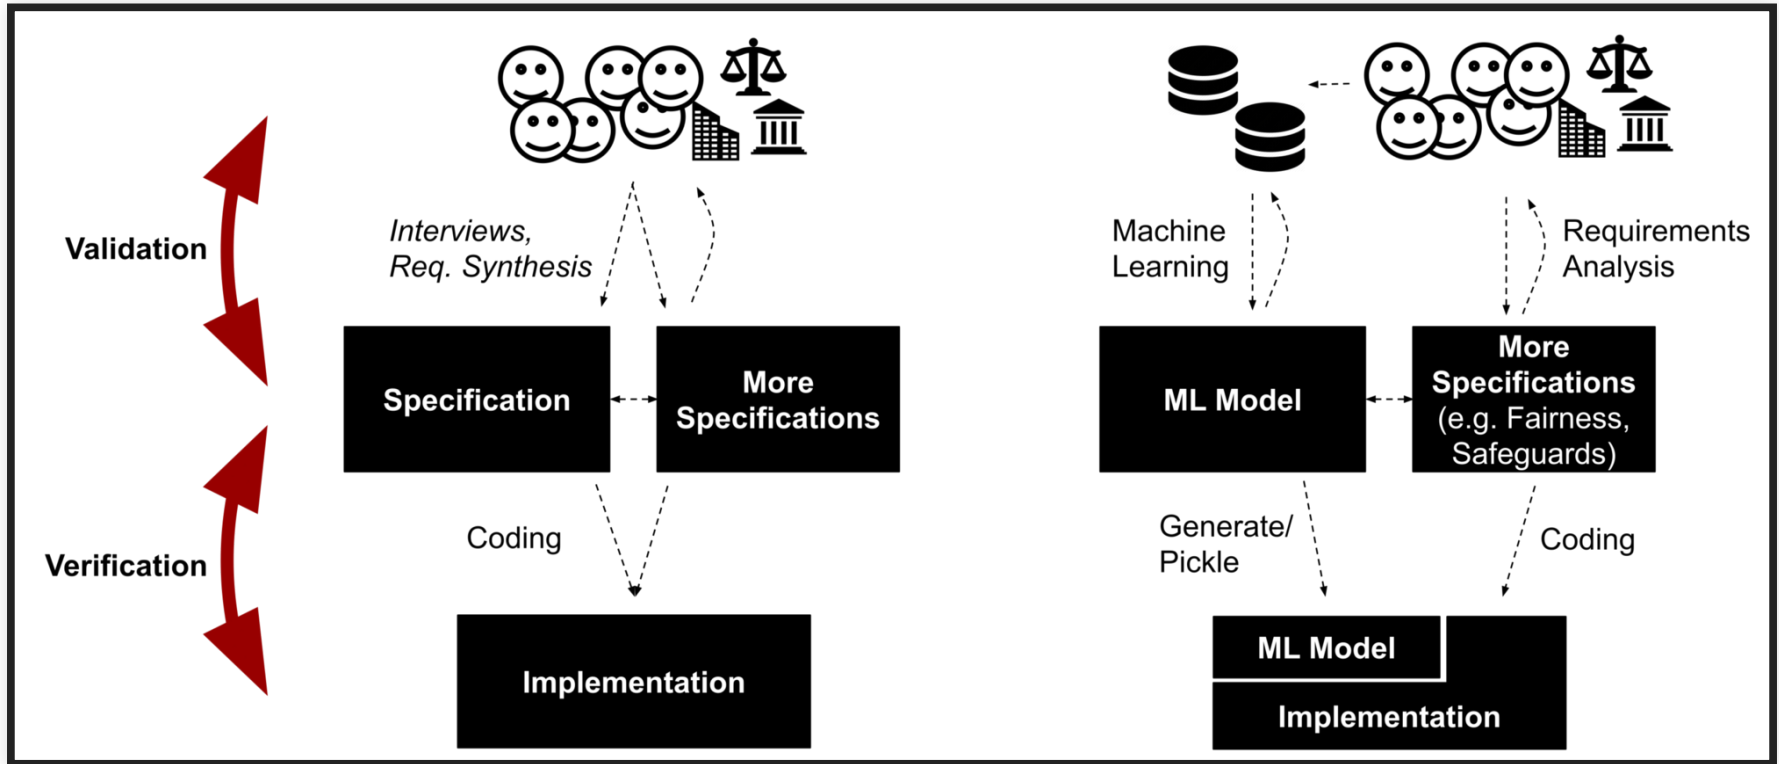 Validation
Verification
Interviews,
Req. Synthesis
Specification
More
Specifications
Coding
Implementation
Machine
Learning
Requirements
Analysis
ML Model
More
Specifications
(e.g. Fairness,
Safeguards)
Generate/
Pickle
Coding
ML Model
Implementation